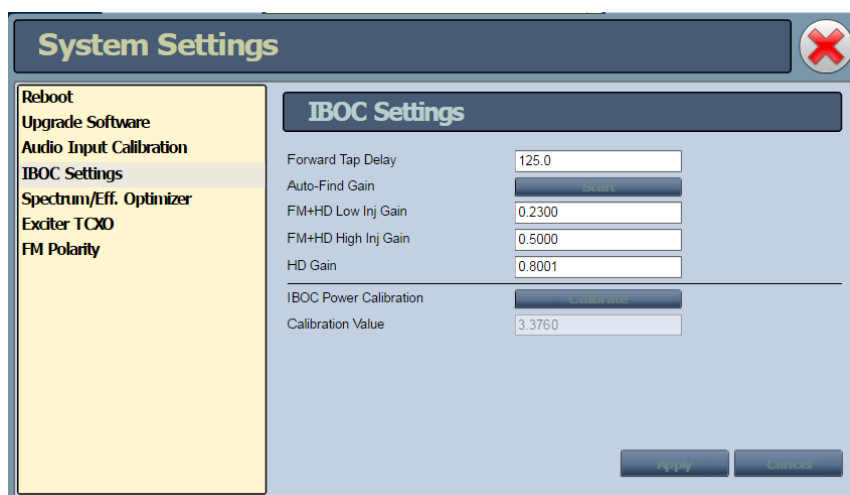 System Settings
Reboot
Upgrade Software
Audio Input Calibration
IBOC Settings
Spectrum/Eff. Optimizer
Exciter TCXO
FM Polarity
IBOC Settings
Forward Tap Delay 125.0
Auto-Find Gain Start
FM+HD Low Inj Gain 0.2300
FM+HD High Inj Gain 0.5000
HD Gain 0.8001
IBOC Power Calibration Calibrate
Calibration Value 3.3760
Apply Cancel